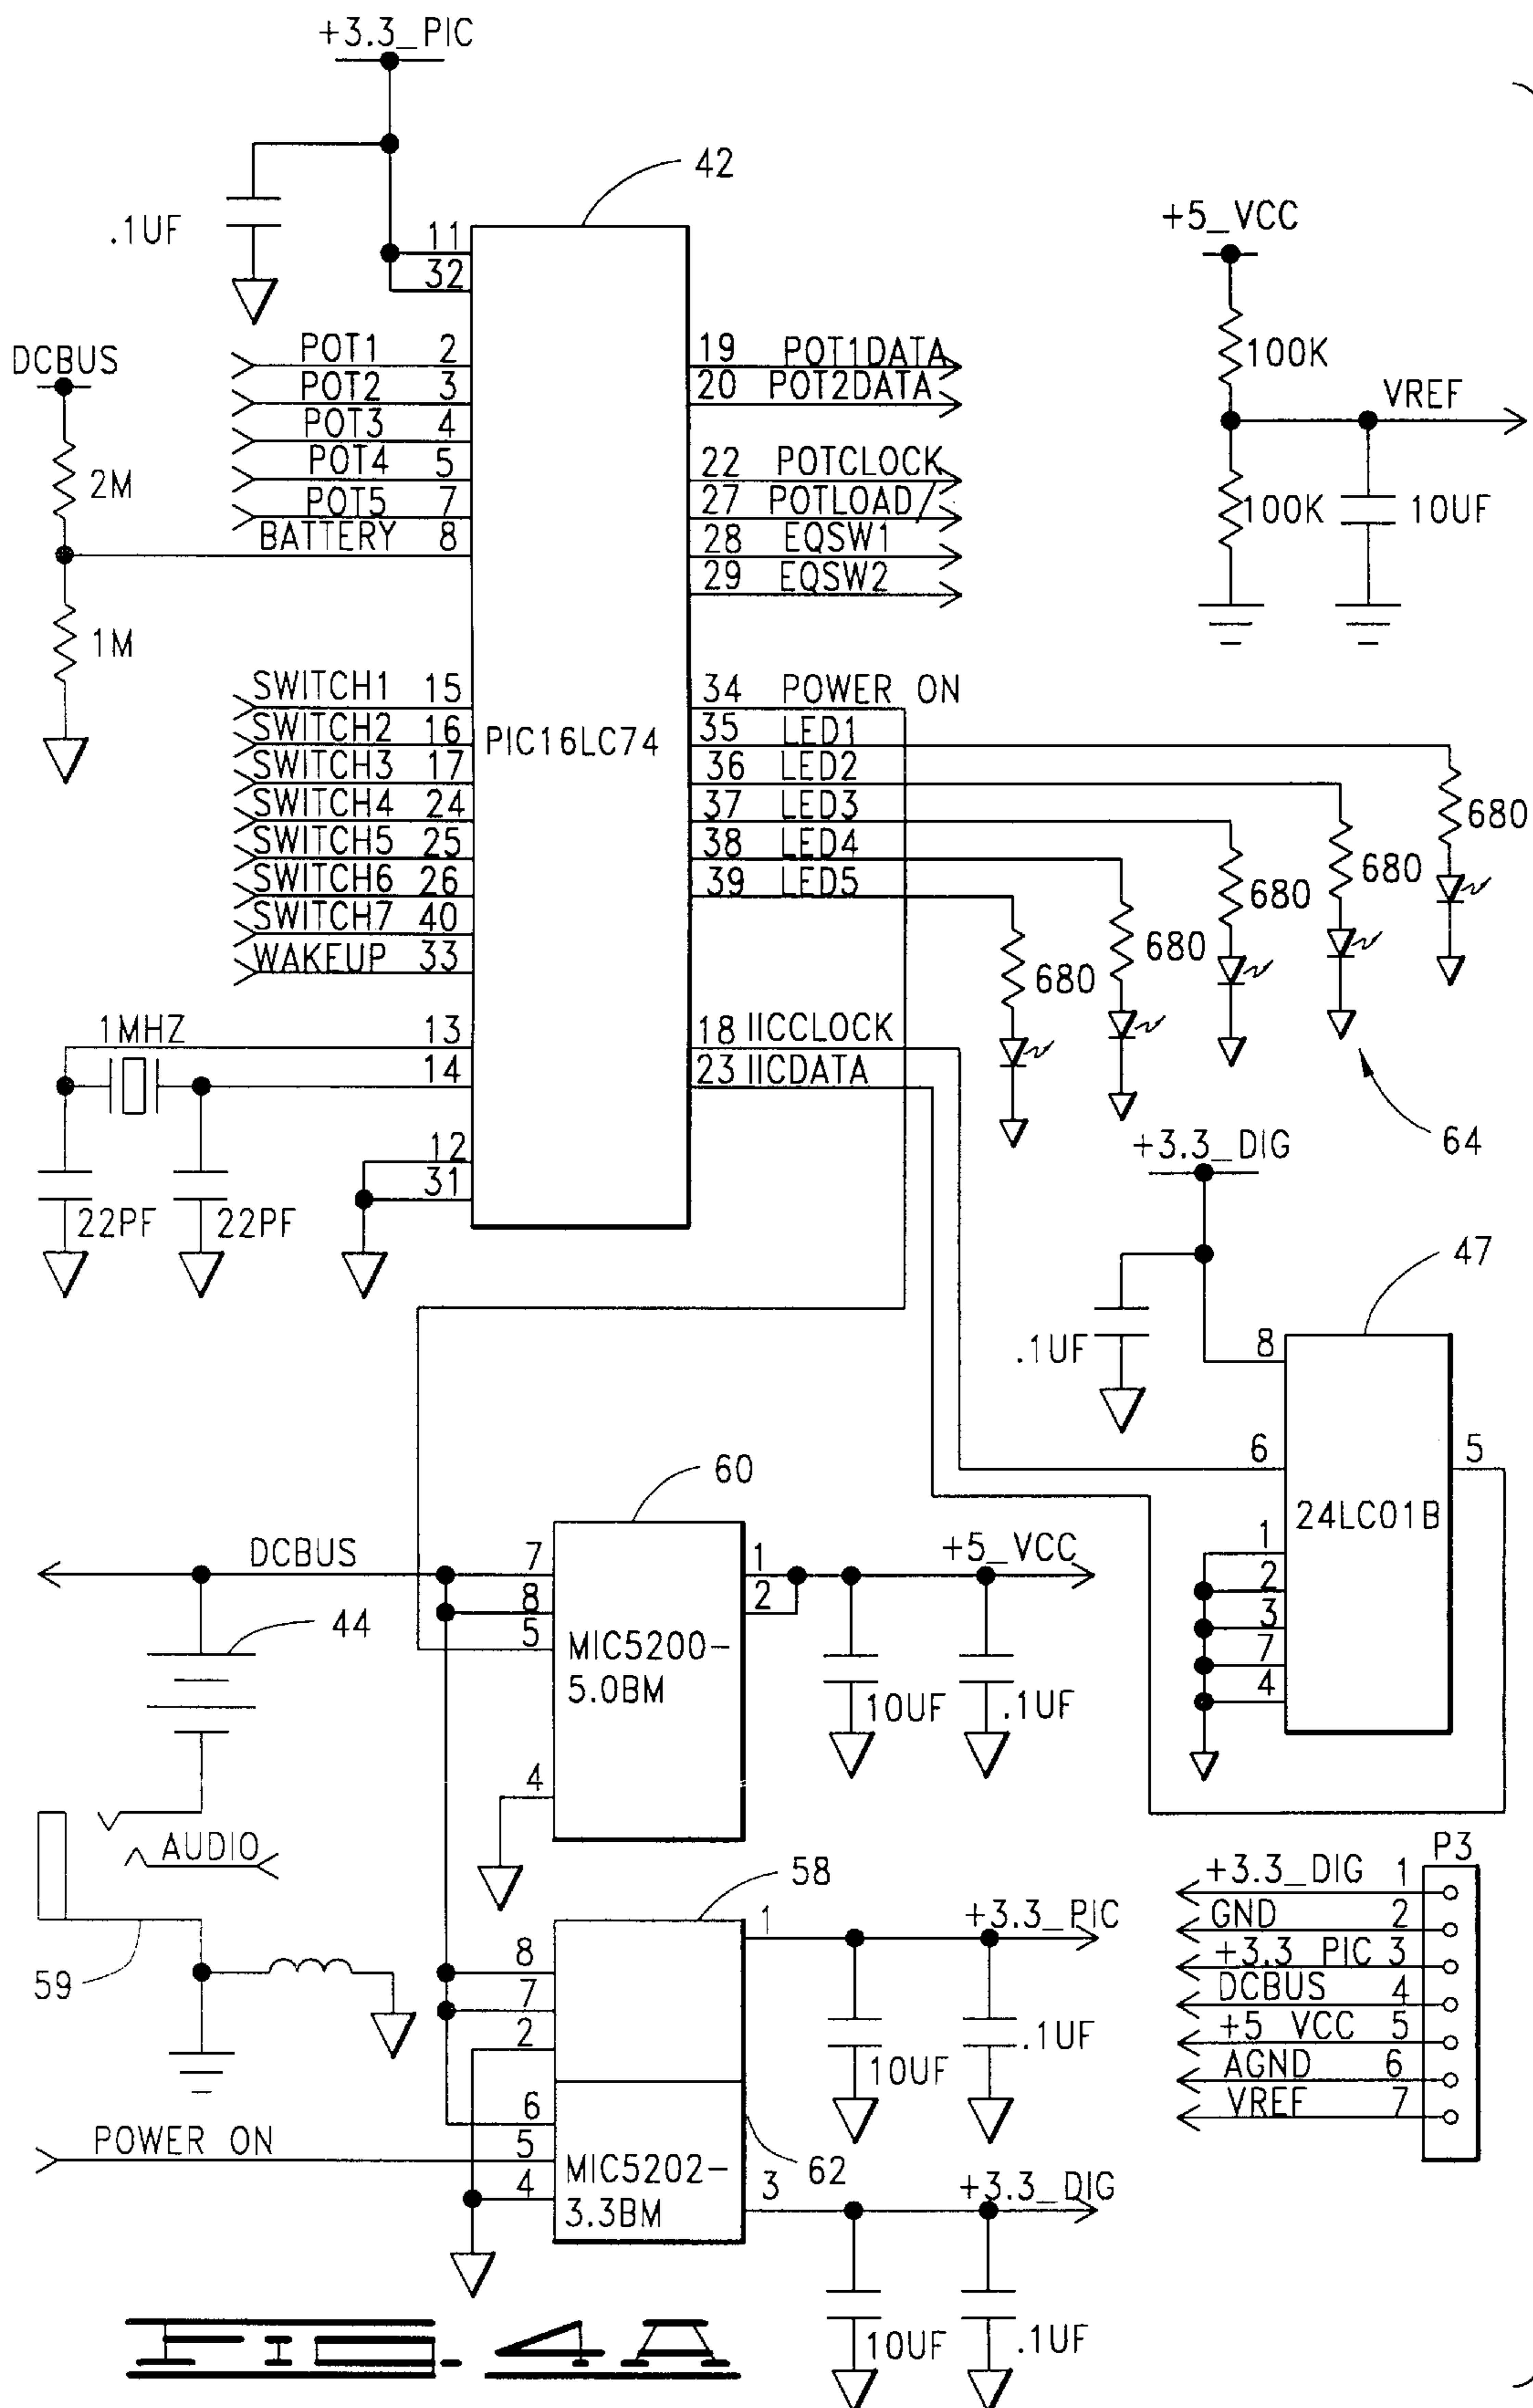 +3.3_PIC
42
.1UF
11
32
+5_VCC
100K
VREF
100K
10UF
DCBUS
2M
1M
POT1 2
POT2 3
POT3 4
POT4 5
POT5 7
BATTERY 8
19 POT1DATA
20 POT2DATA
22 POTCLOCK
27 POTLOAD/
28 EQSW1
29 EQSW2
SWITCH1 15
SWITCH2 16
SWITCH3 17
SWITCH4 24
SWITCH5 25
SWITCH6 26
SWITCH7 40
WAKEUP 33
PIC16LC74
34 POWER ON
35 LED1
36 LED2
37 LED3
38 LED4
39 LED5
680
680
680
680
680
64
1MHZ
13
14
12
31
22PF
22PF
18 IICCLOCK
23 IICDATA
+3.3_DIG
47
.1UF
8
6
5
24LC01B
1
2
3
7
4
60
DCBUS
7
8
5
MIC5200-
5.0BM
4
1
2
+5_VCC
10UF
.1UF
44
AUDIO
59
58
8
7
2
6
5
4
POWER ON
MIC5202-
3.3BM
62
1
+3.3_PIC
10UF
.1UF
3
+3.3_DIG
10UF
.1UF
P3
+3.3_DIG 1
GND 2
+3.3 PIC 3
DCBUS 4
+5 VCC 5
AGND 6
VREF 7
FIG. 4A